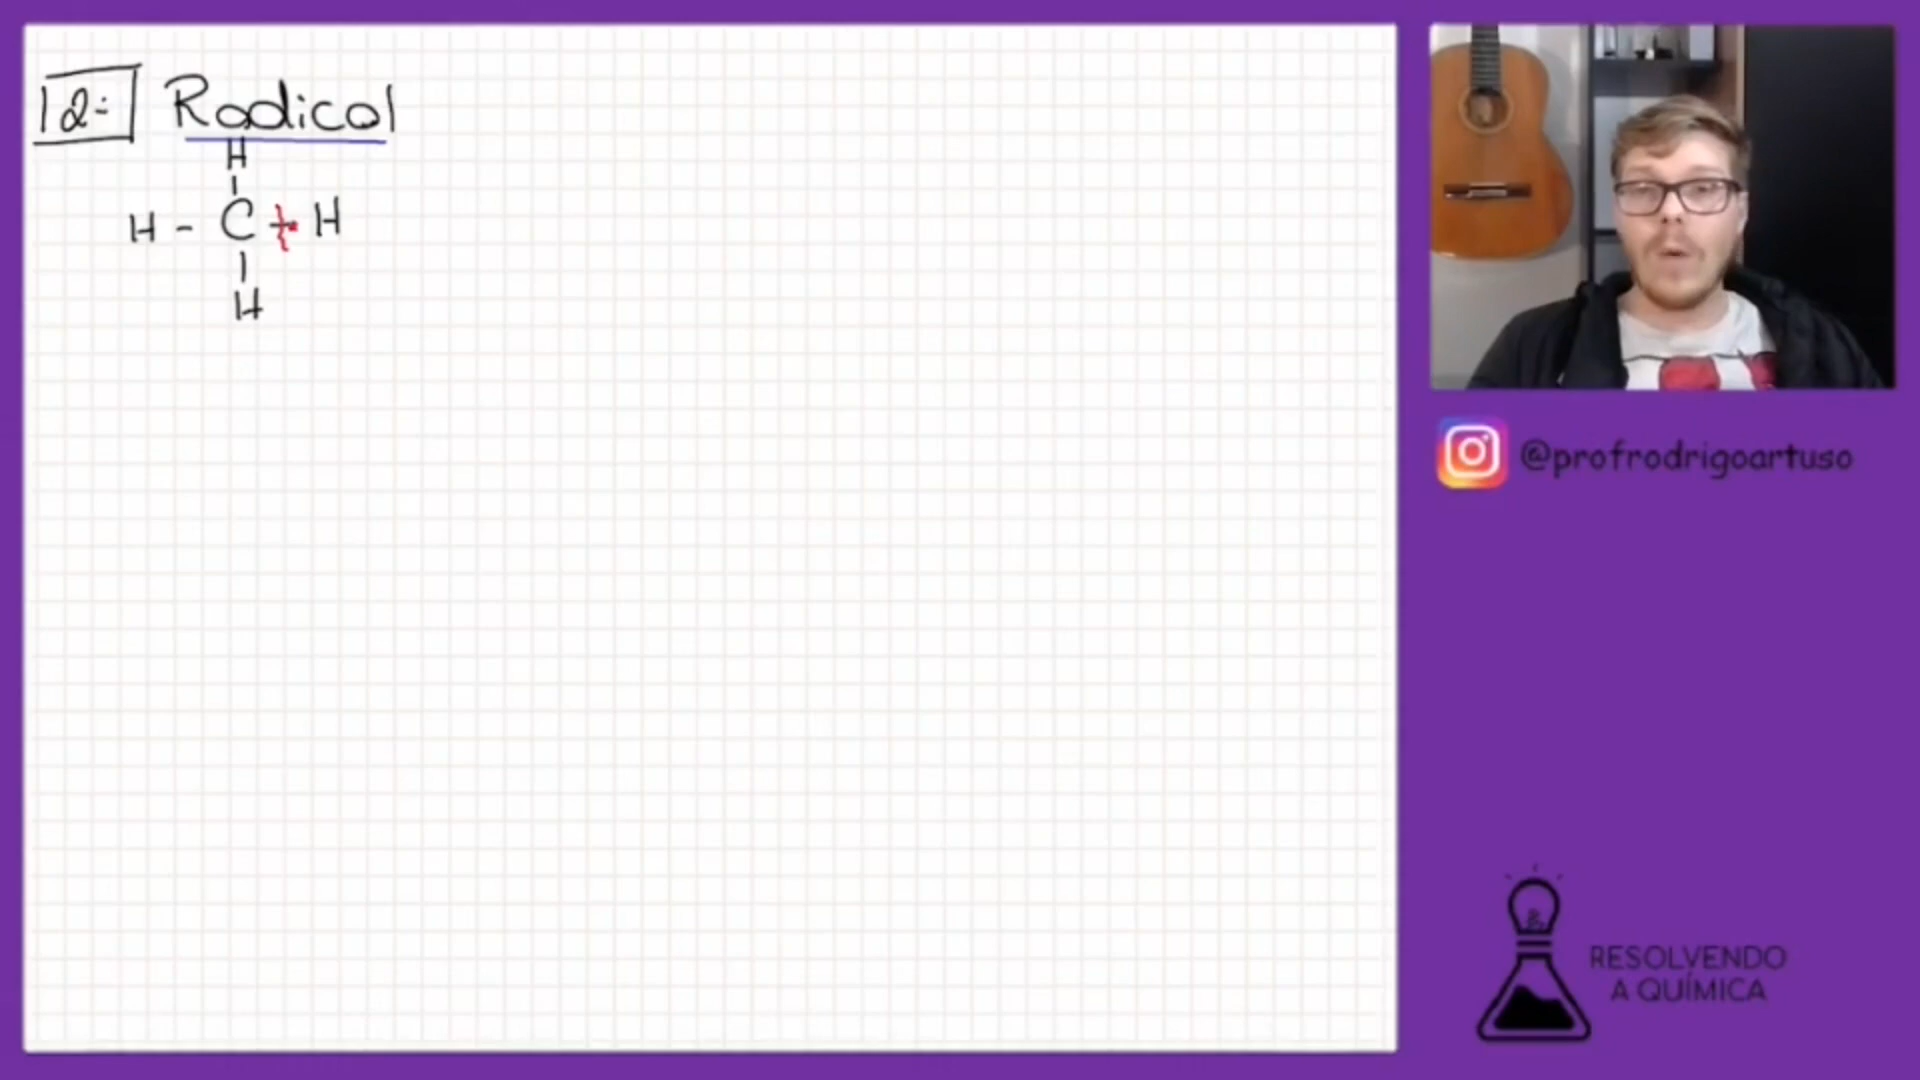 12- Radical
H
H - C + H
H
@profrodrigoartuso
RESOLVENDO
A QUÍMICA